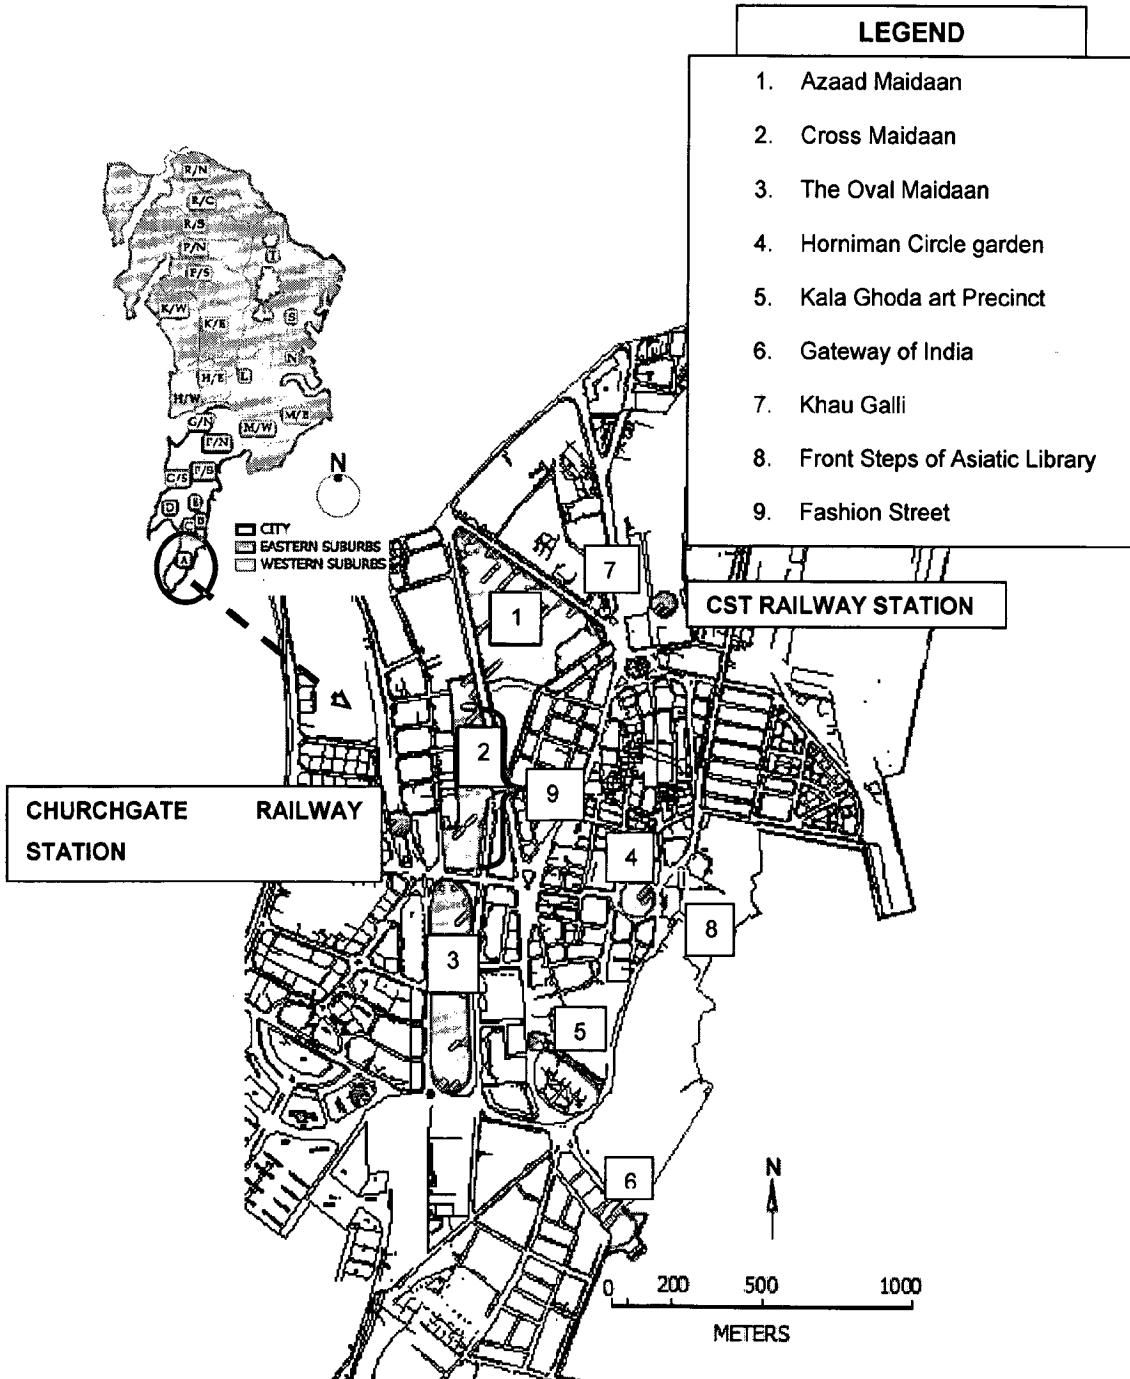 LEGEND
1. Azaad Maidaan
2. Cross Maidaan
3. The Oval Maidaan
4. Horniman Circle garden
5. Kala Ghoda art Precinct
6. Gateway of India
7. Khau Galli
8. Front Steps of Asiatic Library
9. Fashion Street
R/N
R/C
R/S
P/N
T
P/S
K/W
K/E
S
N
H/E
L
H/W
M/E
G/N
M/W
F/N
F/S
D
E
B
C
A
N
CITY
EASTERN SUBURBS
WESTERN SUBURBS
7
1
CST RAILWAY STATION
2
9
CHURCHGATE RAILWAY
STATION
4
8
3
5
6
N
0 200 500 1000
METERS